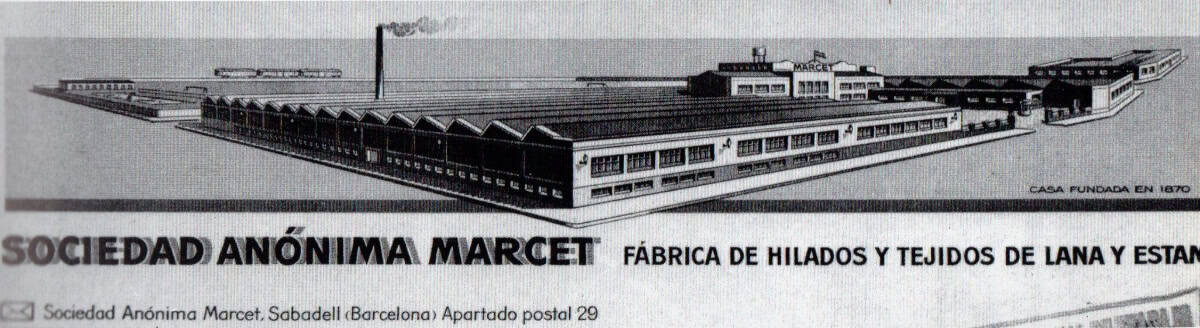 MARCET
CASA FUNDADA EN 1870
SOCIEDAD ANÓNIMA MARCET FÁBRICA DE HILADOS Y TEJIDOS DE LANA Y ESTAN
Sociedad Anónima Marcet, Sabadell (Barcelona) Apartado postal 29